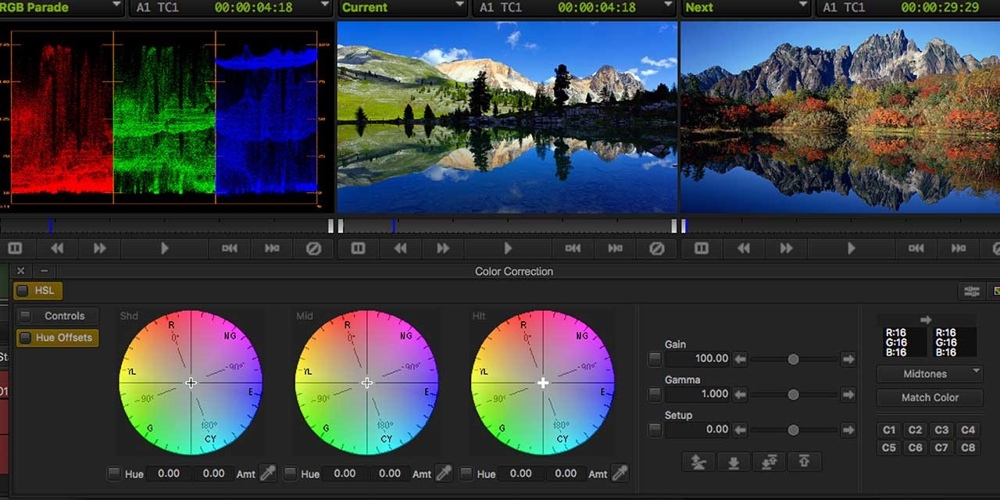 RGB Parade A1 TC1 00:00:04:18 Current A1 TC1 00:00:04:18 Next A1 TC1 00:00:29:29
Color Correction
HSL
Controls
Hue Offsets
Shd
R
0°
MG
YL
-90°
-90°
E
G
180°
CY
Hue 0.00 0.00 Amt
Mid
R
0°
MG
YL
-90°
-90°
E
G
180°
CY
Hue 0.00 0.00 Amt
Hlt
R
0°
MG
YL
-90°
-90°
E
G
180°
CY
Hue 0.00 0.00 Amt
Gain
100.00
Gamma
1.000
Setup
0.00
R:16 R:16
G:16 G:16
B:16 B:16
Midtones
Match Color
C1 C2 C3 C4
C5 C6 C7 C8